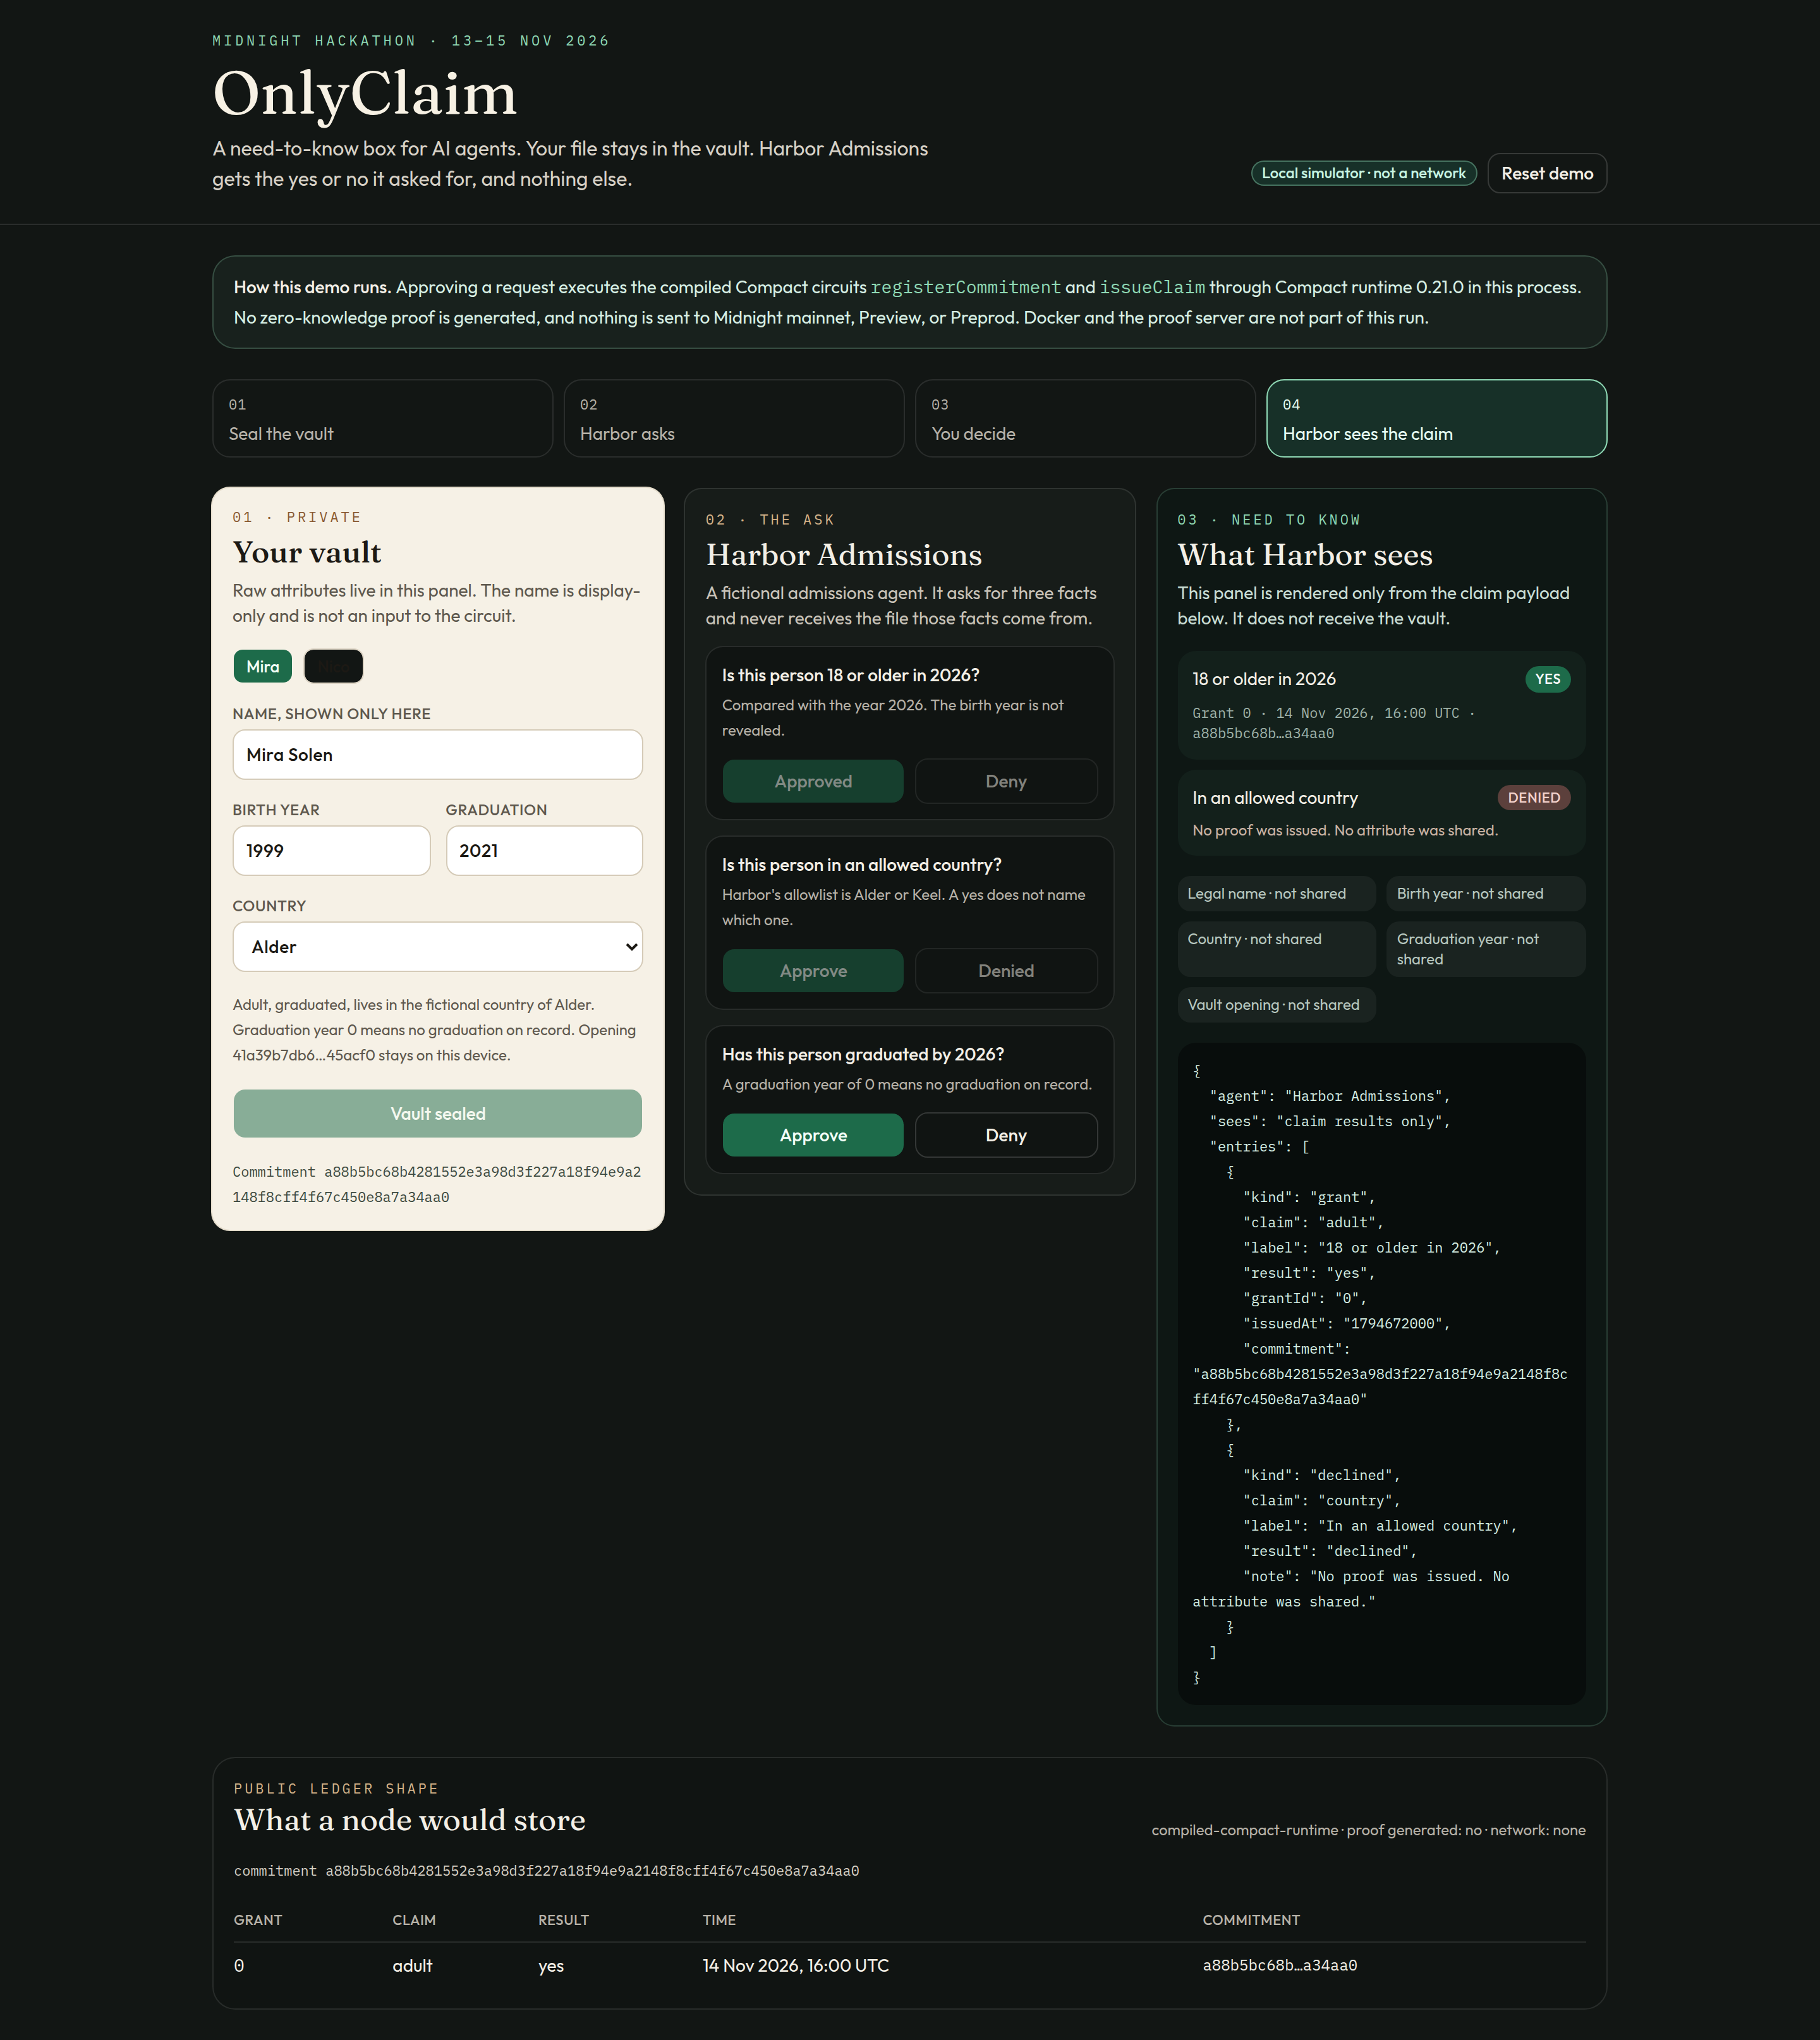 MIDNIGHT HACKATHON · 13–15 NOV 2026
OnlyClaim
A need-to-know box for AI agents. Your file stays in the vault. Harbor Admissions
gets the yes or no it asked for, and nothing else.
Local simulator · not a network
Reset demo
How this demo runs. Approving a request executes the compiled Compact circuits registerCommitment and issueClaim through Compact runtime 0.21.0 in this process.
No zero-knowledge proof is generated, and nothing is sent to Midnight mainnet, Preview, or Preprod. Docker and the proof server are not part of this run.
01
Seal the vault
02
Harbor asks
03
You decide
04
Harbor sees the claim
01 · PRIVATE
Your vault
Raw attributes live in this panel. The name is display-
only and is not an input to the circuit.
Mira
NAME, SHOWN ONLY HERE
Mira Solen
BIRTH YEAR
GRADUATION
1999
2021
COUNTRY
Alder
Adult, graduated, lives in the fictional country of Alder.
Graduation year 0 means no graduation on record. Opening
41a39b7db6…45acf0 stays on this device.
Vault sealed
Commitment a88b5bc68b4281552e3a98d3f227a18f94e9a2
148f8cff4f67c450e8a7a34aa0
02 · THE ASK
Harbor Admissions
A fictional admissions agent. It asks for three facts
and never receives the file those facts come from.
Is this person 18 or older in 2026?
Compared with the year 2026. The birth year is not
revealed.
Approved
Deny
Is this person in an allowed country?
Harbor's allowlist is Alder or Keel. A yes does not name
which one.
Approve
Denied
Has this person graduated by 2026?
A graduation year of 0 means no graduation on record.
Approve
Deny
03 · NEED TO KNOW
What Harbor sees
This panel is rendered only from the claim payload
below. It does not receive the vault.
18 or older in 2026
YES
Grant 0 · 14 Nov 2026, 16:00 UTC ·
a88b5bc68b…a34aa0
In an allowed country
DENIED
No proof was issued. No attribute was shared.
Legal name · not shared
Birth year · not shared
Country · not shared
Graduation year · not
shared
Vault opening · not shared
{
"agent": "Harbor Admissions",
"sees": "claim results only",
"entries": [
{
"kind": "grant",
"claim": "adult",
"label": "18 or older in 2026",
"result": "yes",
"grantId": "0",
"issuedAt": "1794672000",
"commitment":
"a88b5bc68b4281552e3a98d3f227a18f94e9a2148f8c
ff4f67c450e8a7a34aa0"
},
{
"kind": "declined",
"claim": "country",
"label": "In an allowed country",
"result": "declined",
"note": "No proof was issued. No
attribute was shared."
}
]
}
PUBLIC LEDGER SHAPE
What a node would store
compiled-compact-runtime · proof generated: no · network: none
commitment a88b5bc68b4281552e3a98d3f227a18f94e9a2148f8cff4f67c450e8a7a34aa0
GRANT CLAIM RESULT TIME COMMITMENT
0 adult yes 14 Nov 2026, 16:00 UTC a88b5bc68b…a34aa0